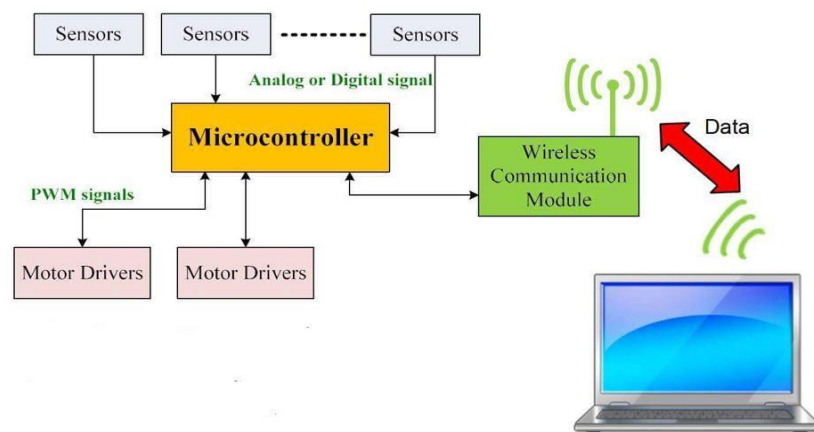 Sensors
Sensors
Sensors
Analog or Digital signal
Microcontroller
PWM signals
Motor Drivers
Motor Drivers
Wireless
Communication
Module
Data